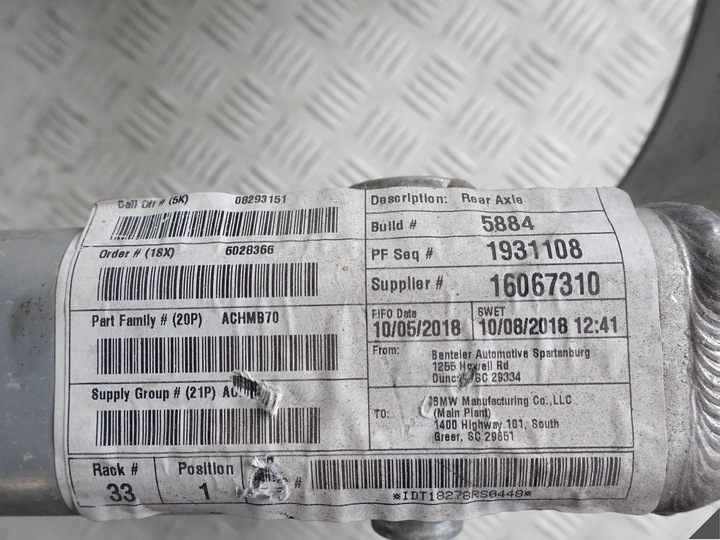 Call Off # (5K) 08293151
Order # (1SX) 6028366
Part Family # (20P) ACHMB70
Supply Group # (21P)
Rack # Position
33 1 #
Description: Rear Axle
Build # 5884
PF Seq # 1931108
Supplier # 16067310
FIFO Date SWET
10/05/2018 10/08/2018 12:41
From: Benteler Automotive Spartanburg
1255 Howell Rd
SC 29334
TO: BMW Manufacturing Co.,LLC
(Main Plant)
1400 Highway 101, South
Greer, SC 29651
*IDT18278RS0448*